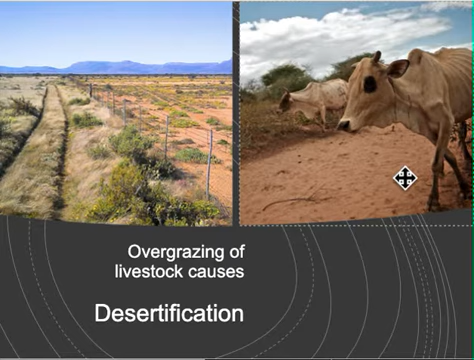 Overgrazing of
livestock causes
Desertification